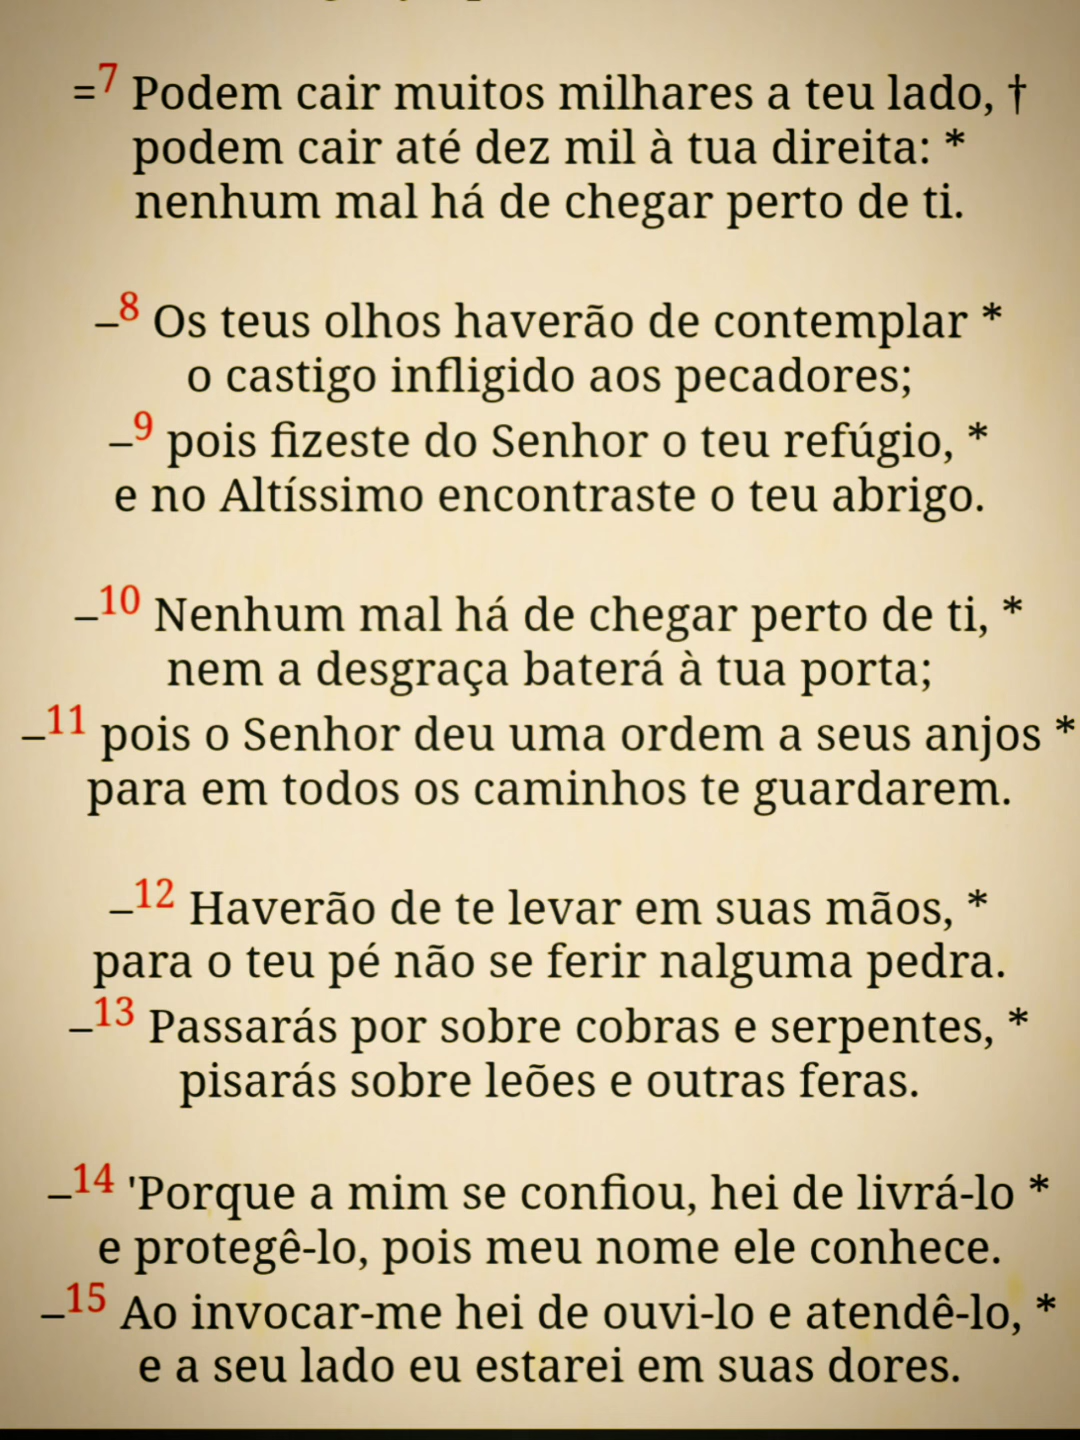 =7 Podem cair muitos milhares a teu lado, †
podem cair até dez mil à tua direita: *
nenhum mal há de chegar perto de ti.
–8 Os teus olhos haverão de contemplar *
o castigo infligido aos pecadores;
–9 pois fizeste do Senhor o teu refúgio, *
e no Altíssimo encontraste o teu abrigo.
–10 Nenhum mal há de chegar perto de ti, *
nem a desgraça baterá à tua porta;
–11 pois o Senhor deu uma ordem a seus anjos *
para em todos os caminhos te guardarem.
–12 Haverão de te levar em suas mãos, *
para o teu pé não se ferir nalguma pedra.
–13 Passarás por sobre cobras e serpentes, *
pisarás sobre leões e outras feras.
–14 'Porque a mim se confiou, hei de livrá-lo *
e protegê-lo, pois meu nome ele conhece.
–15 Ao invocar-me hei de ouvi-lo e atendê-lo, *
e a seu lado eu estarei em suas dores.